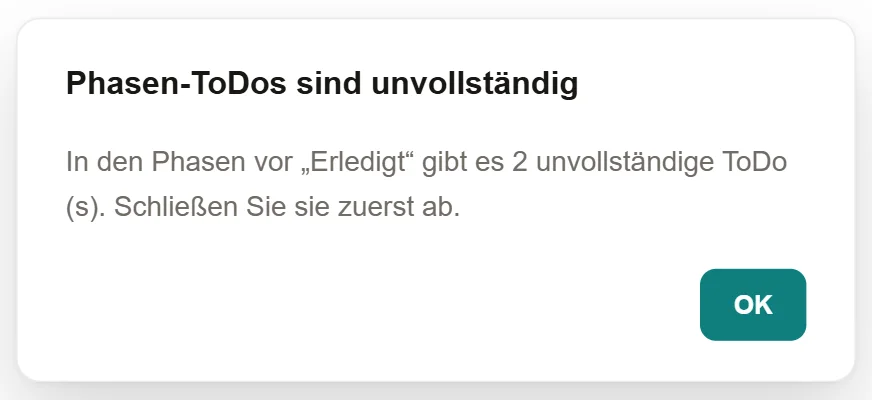 Phasen-ToDos sind unvollständig
In den Phasen vor „Erledigt“ gibt es 2 unvollständige ToDo
(s). Schließen Sie sie zuerst ab.
OK